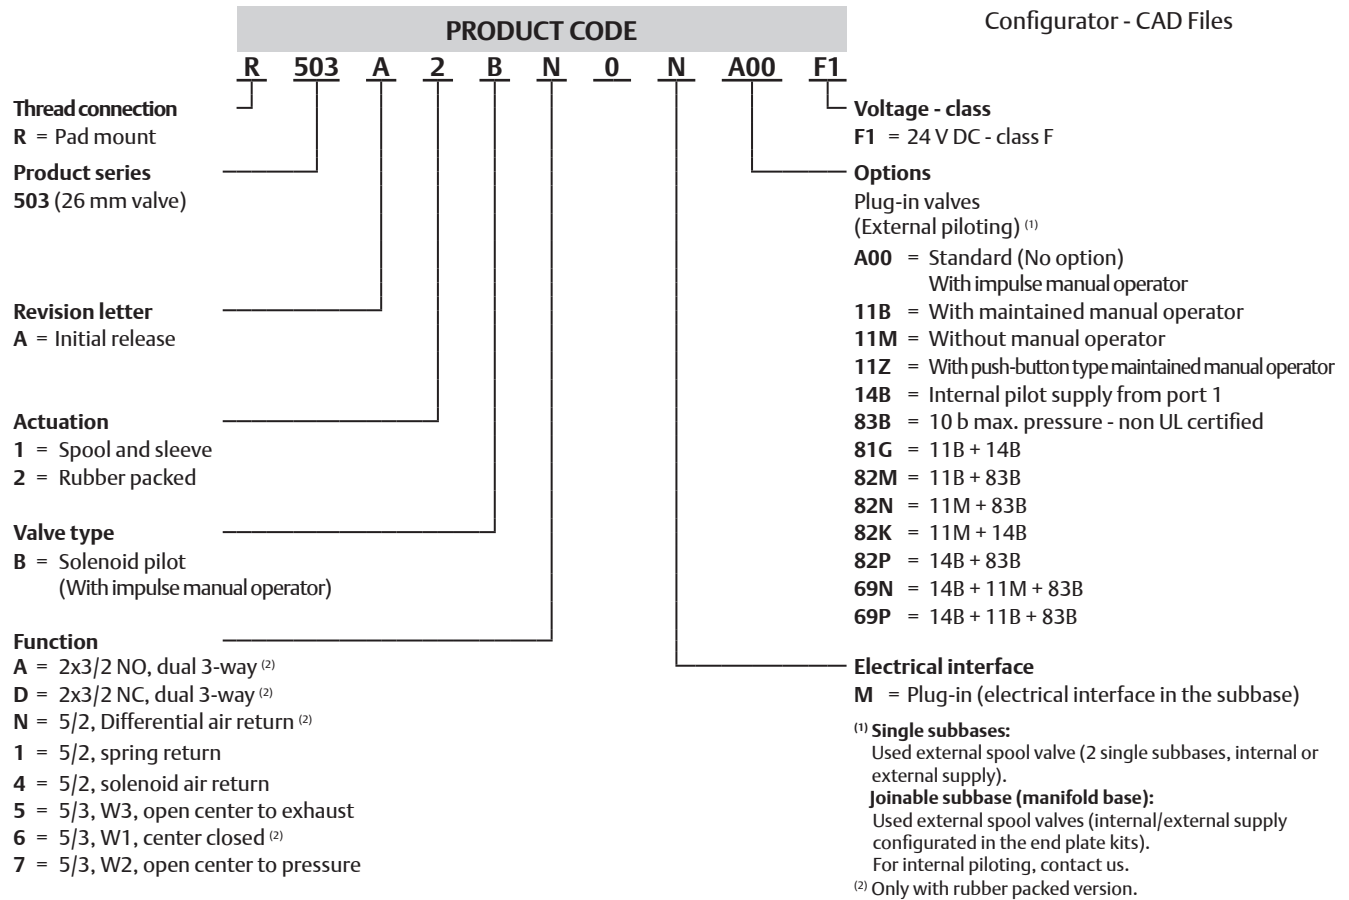 PRODUCT CODE
Configurator - CAD Files
R 503 A 2 B N 0 N A00 F1
Thread connection
R = Pad mount
Product series
503 (26 mm valve)
Revision letter
A = Initial release
Actuation
1 = Spool and sleeve
2 = Rubber packed
Valve type
B = Solenoid pilot
(With impulse manual operator)
Function
A = 2x3/2 NO, dual 3-way (2)
D = 2x3/2 NC, dual 3-way (2)
N = 5/2, Differential air return (2)
1 = 5/2, spring return
4 = 5/2, solenoid air return
5 = 5/3, W3, open center to exhaust
6 = 5/3, W1, center closed (2)
7 = 5/3, W2, open center to pressure
Voltage - class
F1 = 24 V DC - class F
Options
Plug-in valves
(External piloting) (1)
A00 = Standard (No option)
With impulse manual operator
11B = With maintained manual operator
11M = Without manual operator
11Z = With push-button type maintained manual operator
14B = Internal pilot supply from port 1
83B = 10 b max. pressure - non UL certified
81G = 11B + 14B
82M = 11B + 83B
82N = 11M + 83B
82K = 11M + 14B
82P = 14B + 83B
69N = 14B + 11M + 83B
69P = 14B + 11B + 83B
Electrical interface
M = Plug-in (electrical interface in the subbase)
(1) Single subbases:
Used external spool valve (2 single subbases, internal or
external supply).
Joinable subbase (manifold base):
Used external spool valves (internal/external supply
configurated in the end plate kits).
For internal piloting, contact us.
(2) Only with rubber packed version.